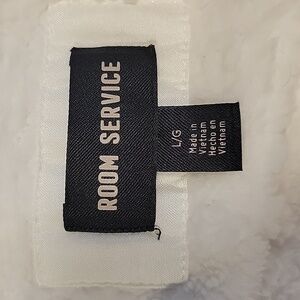 ROOM SERVICE
L/G
Made in
Vietnam
Hecho en
Vietnam